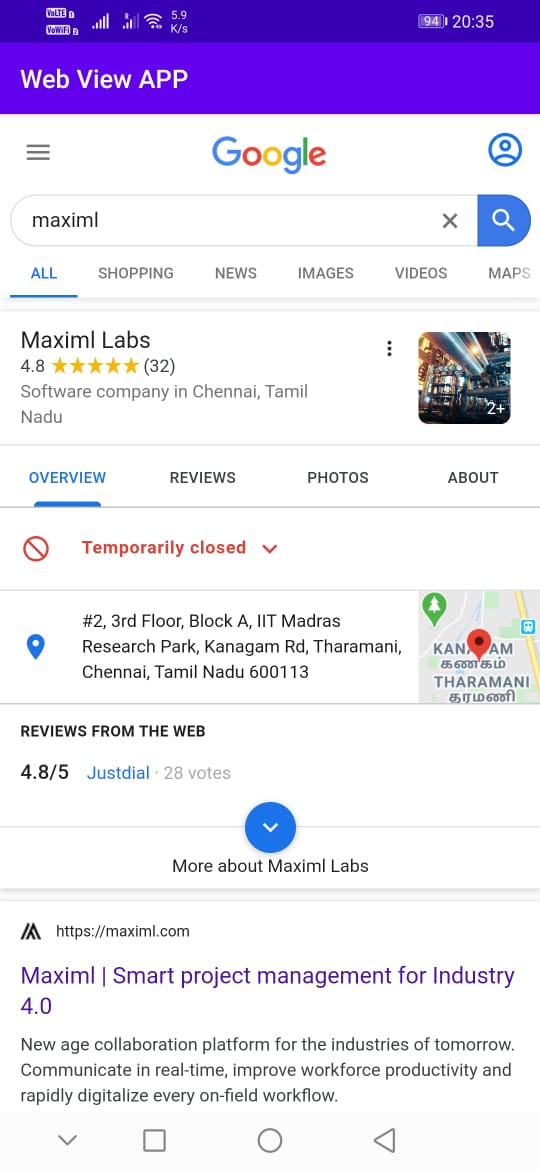 VoLTE 1
VoWiFi 2
R
5.9
K/s
94
20:35
Web View APP
Google
maximl
ALL SHOPPING NEWS IMAGES VIDEOS MAPS
Maximl Labs
4.8 ★★★★★ (32)
Software company in Chennai, Tamil
Nadu
2+
OVERVIEW REVIEWS PHOTOS ABOUT
Temporarily closed
#2, 3rd Floor, Block A, IIT Madras
Research Park, Kanagam Rd, Tharamani,
Chennai, Tamil Nadu 600113
THARAMANI
தரமணி
REVIEWS FROM THE WEB
4.8/5 Justdial · 28 votes
More about Maximl Labs
https://maximl.com
Maximl | Smart project management for Industry
4.0
New age collaboration platform for the industries of tomorrow.
Communicate in real-time, improve workforce productivity and
rapidly digitalize every on-field workflow.